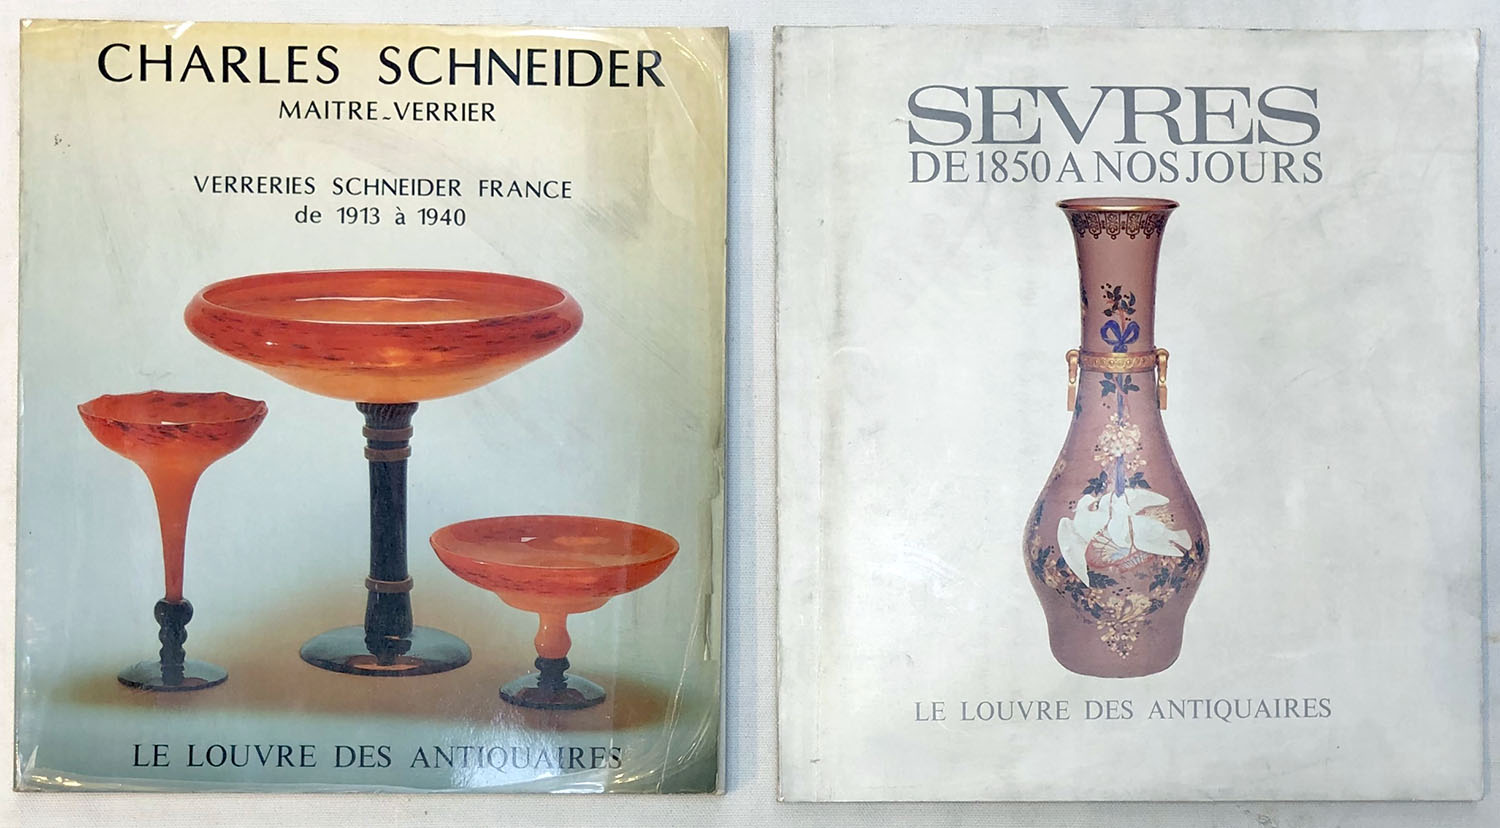 CHARLES SCHNEIDER
MAITRE-VERRIER
VERRERIES SCHNEIDER FRANCE
de 1913 à 1940
LE LOUVRE DES ANTIQUAIRES
SEVRES
DE 1850 A NOS JOURS
LE LOUVRE DES ANTIQUAIRES